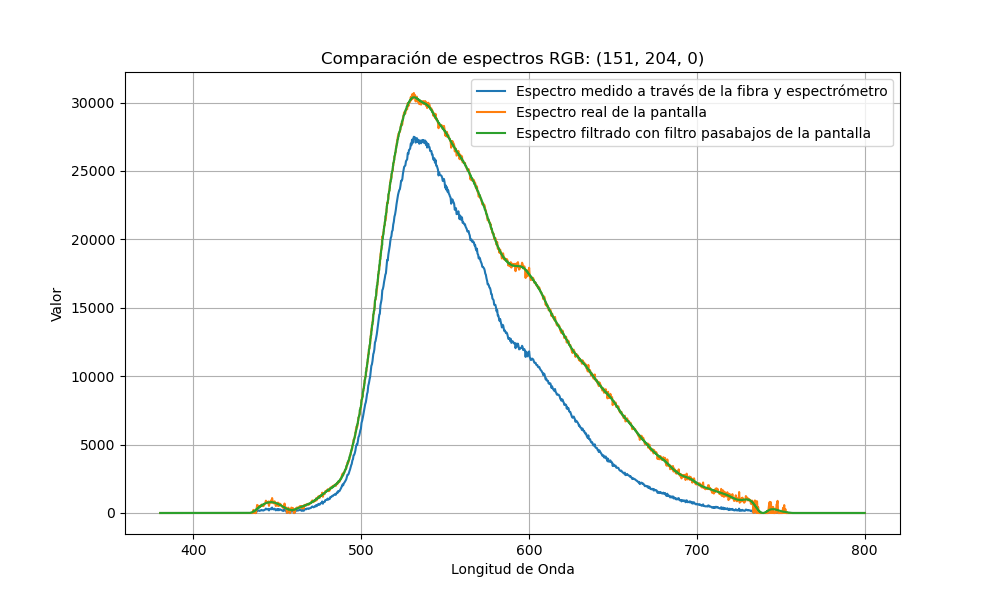 Comparación de espectros RGB: (151, 204, 0)
Espectro medido a través de la fibra y espectrómetro
Espectro real de la pantalla
Espectro filtrado con filtro pasabajos de la pantalla
30000
25000
20000
15000
10000
5000
0
Valor
400
500
600
700
800
Longitud de Onda